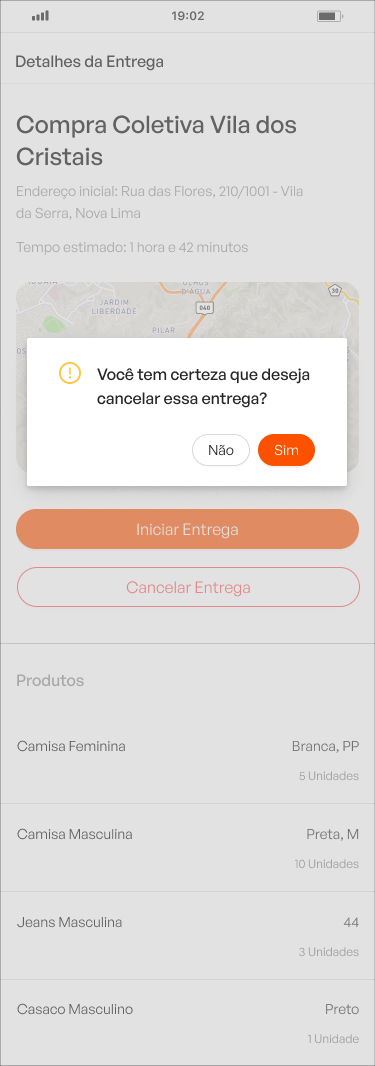 19:02
Detalhes da Entrega
Compra Coletiva Vila dos
Cristais
Endereço inicial: Rua das Flores, 210/1001 - Vila
da Serra, Nova Lima
Tempo estimado: 1 hora e 42 minutos
D'ÁGUA
30
JARDIM
LIBERDADE
040
PILAR
Você tem certeza que deseja
cancelar essa entrega?
Não
Sim
Iniciar Entrega
Cancelar Entrega
Produtos
Camisa Feminina
Branca, PP
5 Unidades
Camisa Masculina
Preta, M
10 Unidades
Jeans Masculina
44
3 Unidades
Casaco Masculino
Preto
1 Unidade